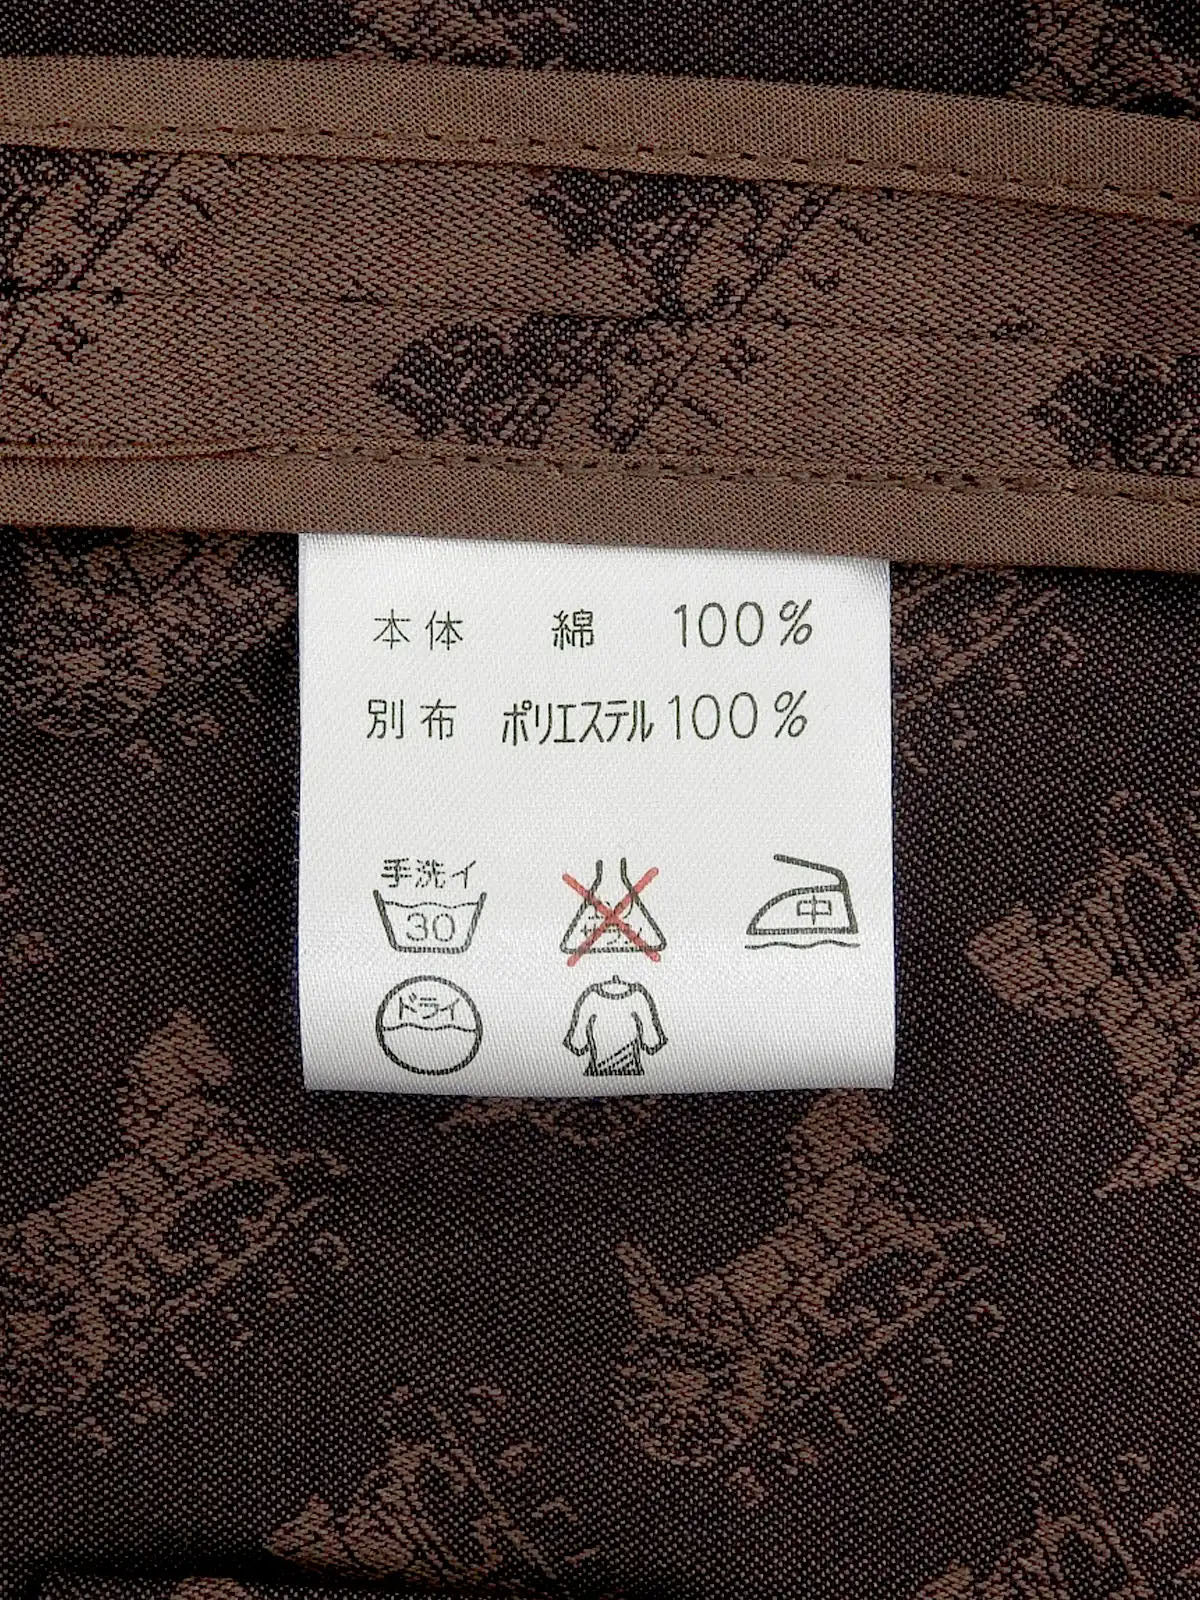 本体 綿 100%
別布 ポリエステル 100%
手洗イ
30
中
ドライ